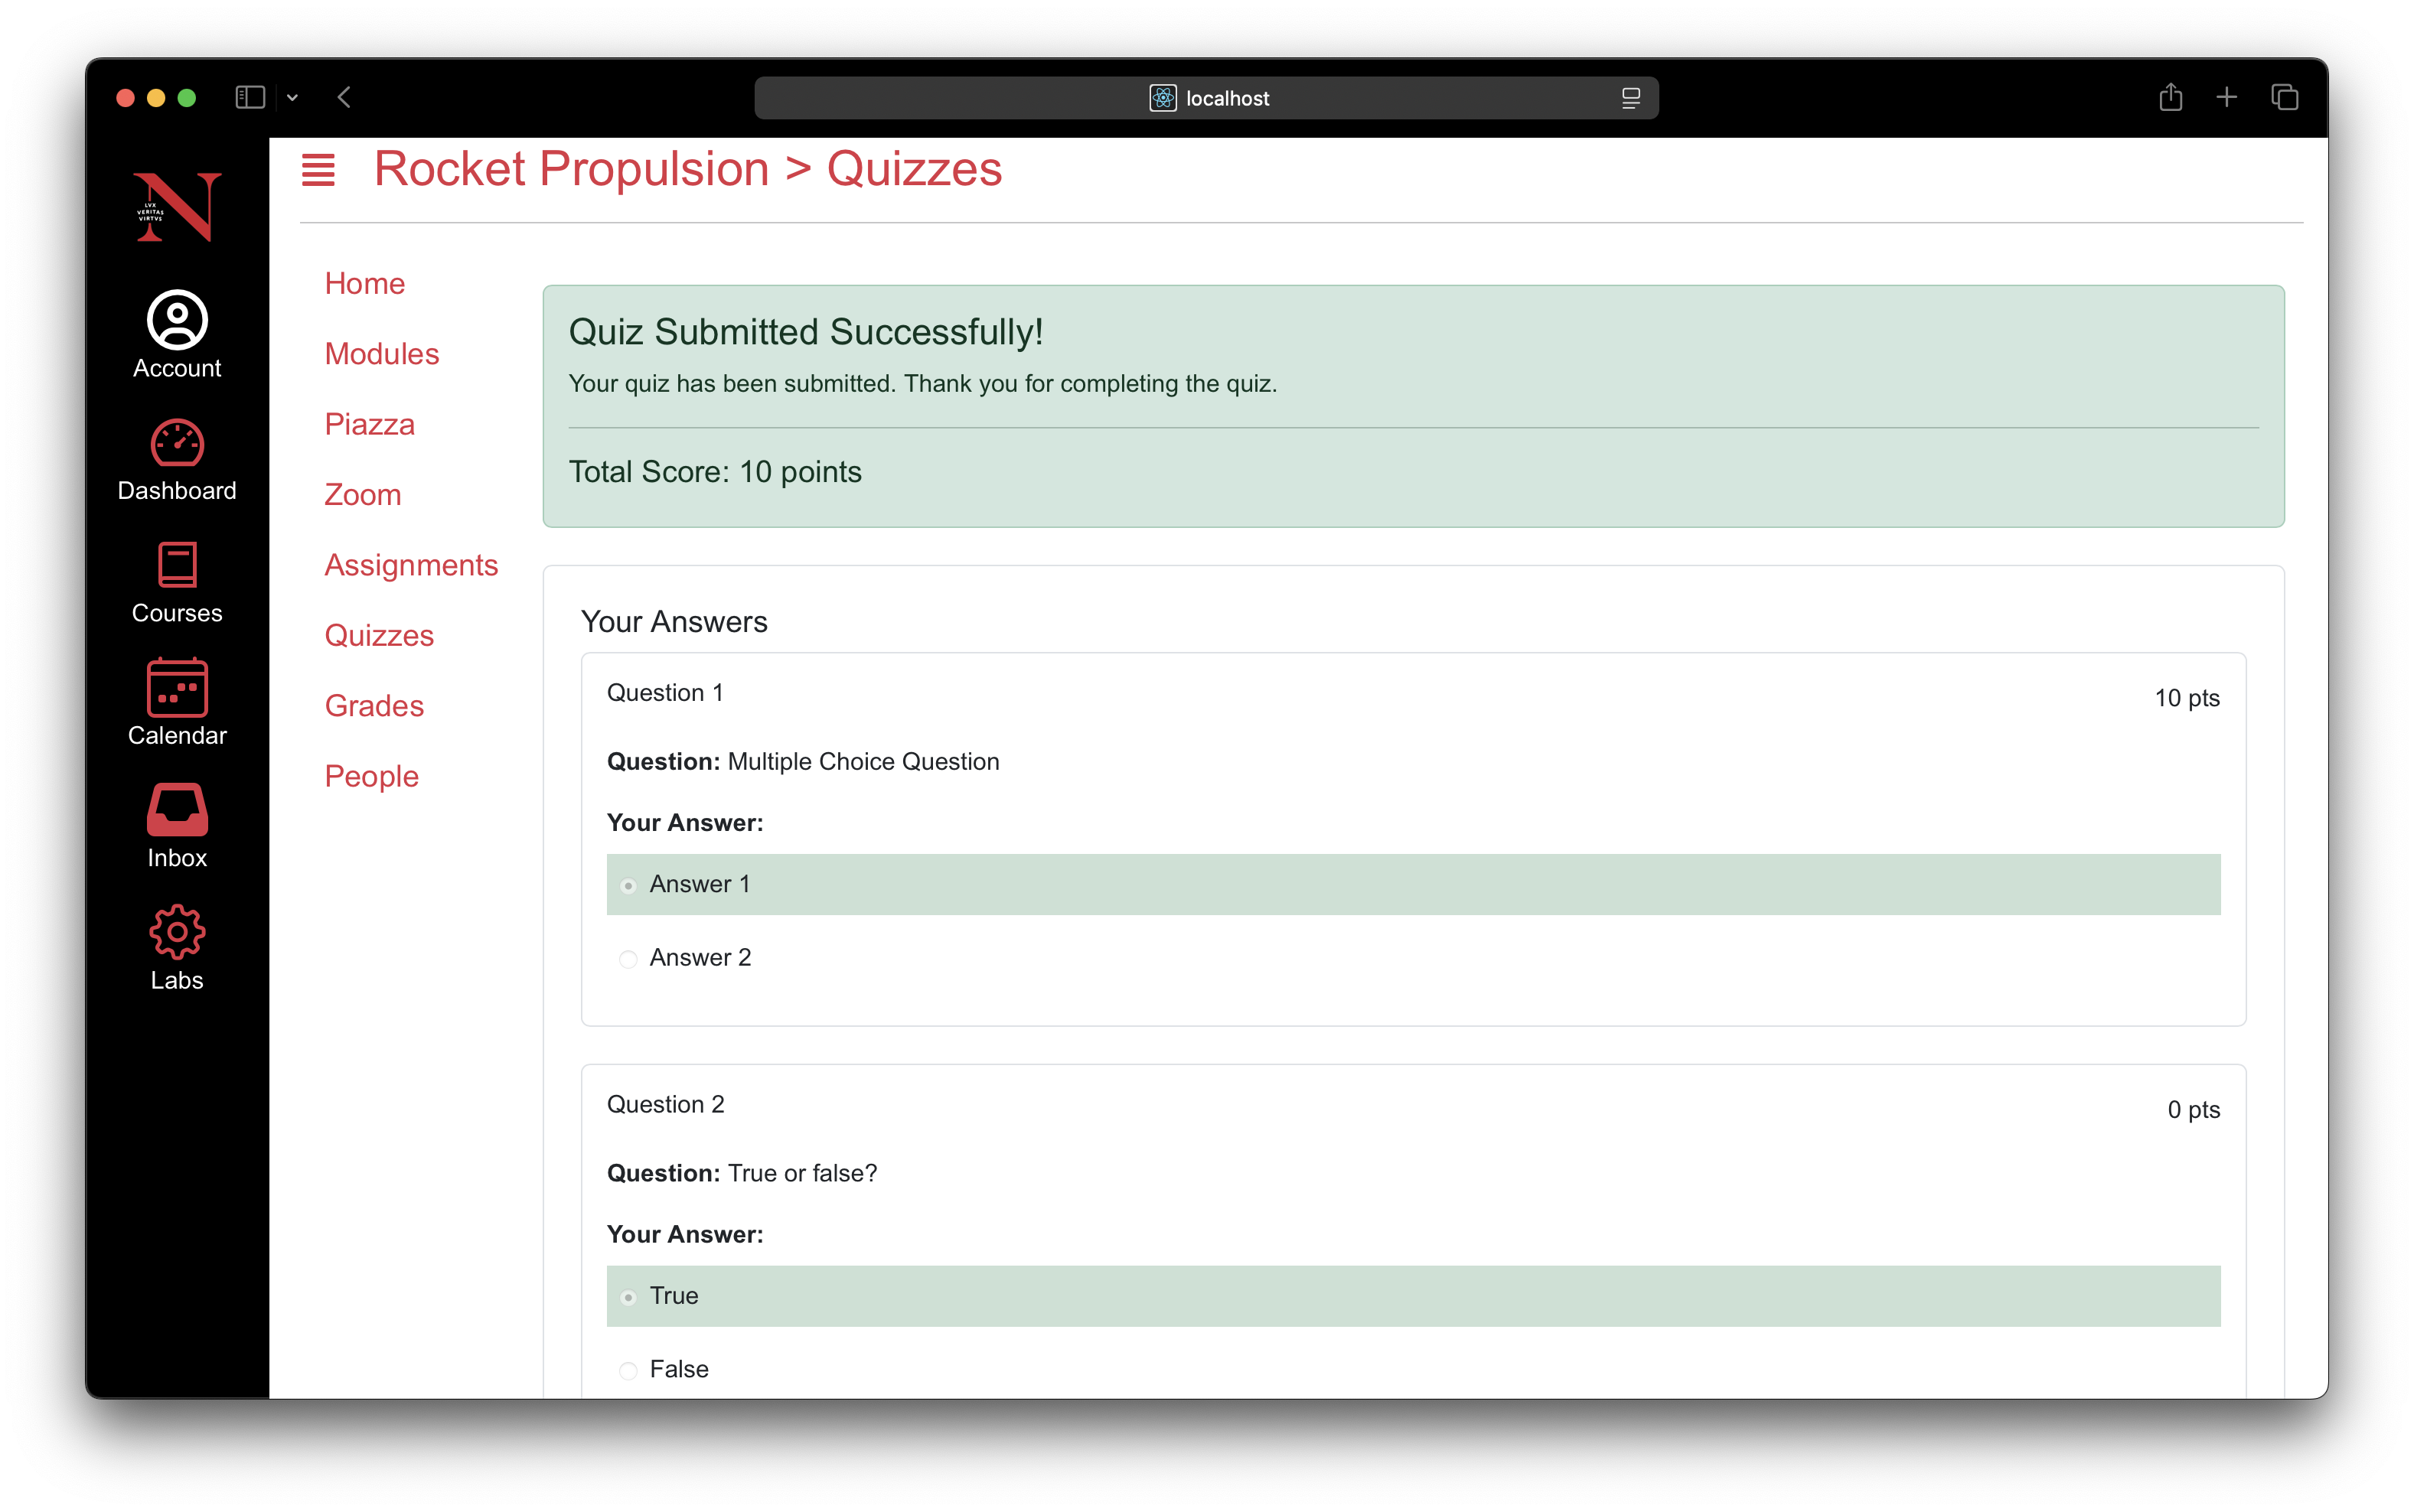 localhost
LVX
VERITAS
VIRTVS
Account
Dashboard
Courses
Calendar
Inbox
Labs
Rocket Propulsion > Quizzes
Home
Modules
Piazza
Zoom
Assignments
Quizzes
Grades
People
Quiz Submitted Successfully!
Your quiz has been submitted. Thank you for completing the quiz.
Total Score: 10 points
Your Answers
Question 1
10 pts
Question: Multiple Choice Question
Your Answer:
Answer 1
Answer 2
Question 2
0 pts
Question: True or false?
Your Answer:
True
False